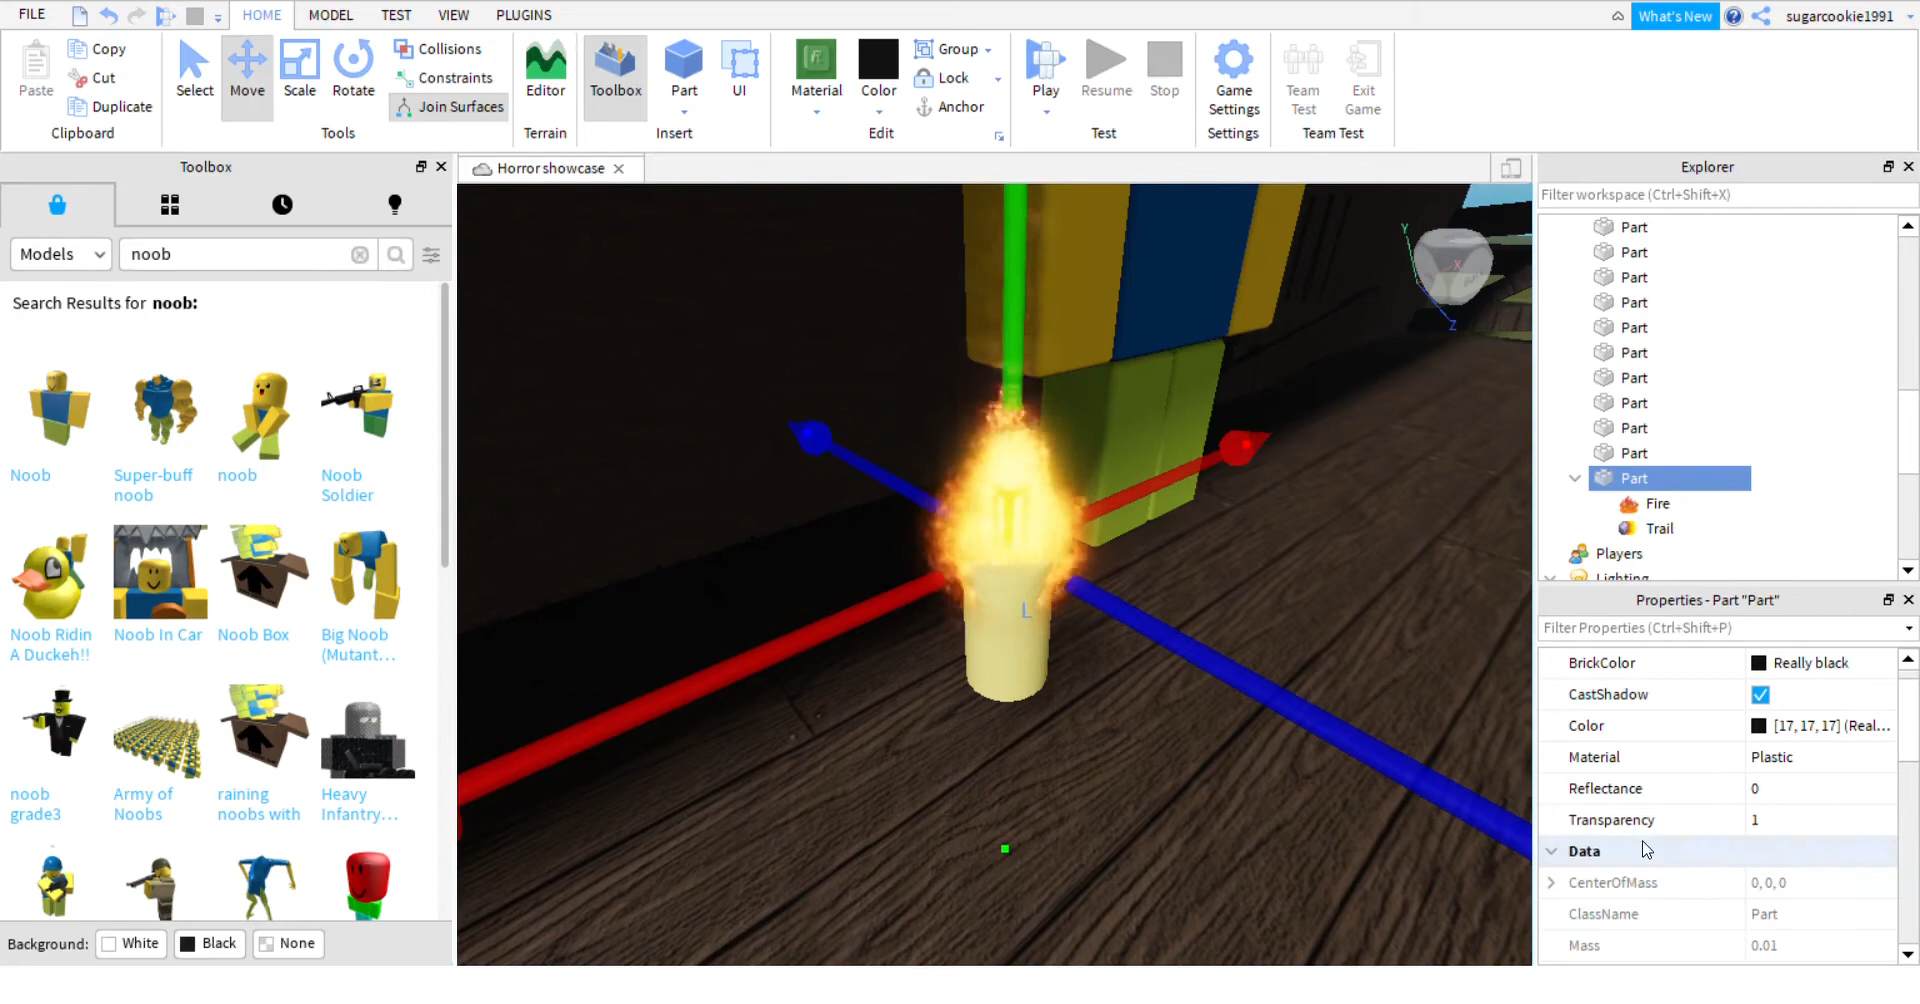 FILE HOME MODEL TEST VIEW PLUGINS What's New sugarcookie1991
Paste Copy Cut Duplicate Select Move Scale Rotate Collisions Constraints Join Surfaces Editor Toolbox Part UI Material Color Group Lock Anchor Play Resume Stop Game Settings Team Test Exit Game
Clipboard Tools Terrain Insert Edit Test Settings Team Test
Toolbox
Models noob
Search Results for noob:
Noob Super-buff noob noob Noob Soldier
Noob Ridin A Duckeh!! Noob In Car Noob Box Big Noob (Mutant...
noob grade3 Army of Noobs raining noobs with Heavy Infantry...
Background: White Black None
Horror showcase
Y
X
Z
L
Explorer
Filter workspace (Ctrl+Shift+X)
Part
Part
Part
Part
Part
Part
Part
Part
Part
Part
Part
Fire
Trail
Players
Lighting
Properties - Part "Part"
Filter Properties (Ctrl+Shift+P)
BrickColor Really black
CastShadow
Color [17, 17, 17] (Real...
Material Plastic
Reflectance 0
Transparency 1
Data
CenterOfMass 0, 0, 0
ClassName Part
Mass 0.01